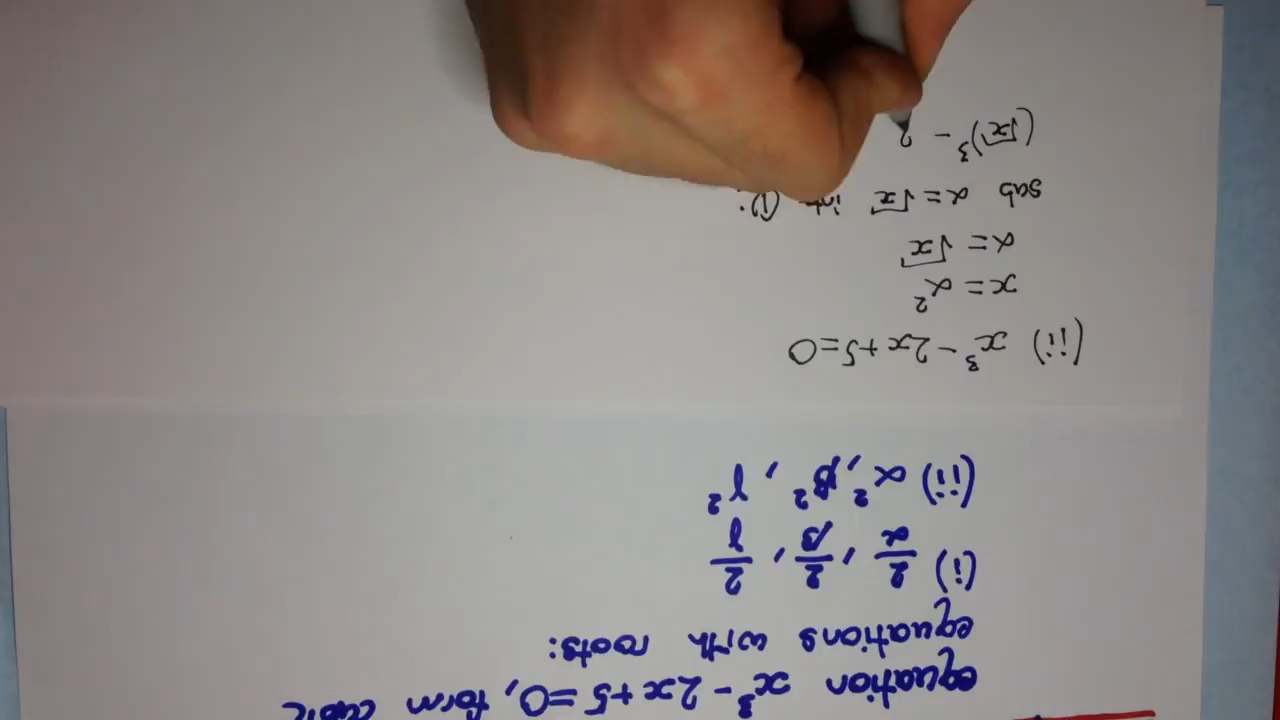 equation x³ - 2x + 5 = 0, form cubic
equations with roots:
(i) 2/α, 2/β, 2/γ
(ii) α², β², γ²
(ii) x³ - 2x + 5 = 0
x = α²
α = √x
sub α = √x into (1):
(√x)³ - 2